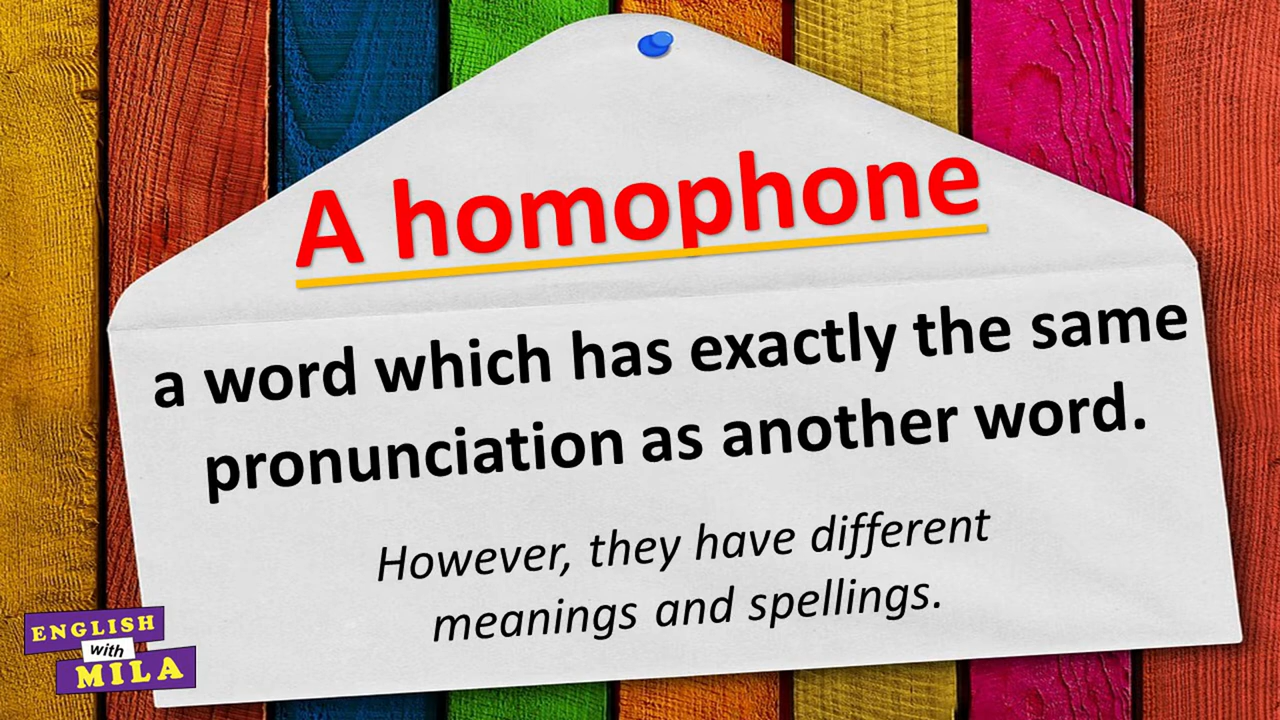 A homophone
a word which has exactly the same
pronunciation as another word.
However, they have different
meanings and spellings.
ENGLISH
with
MILA